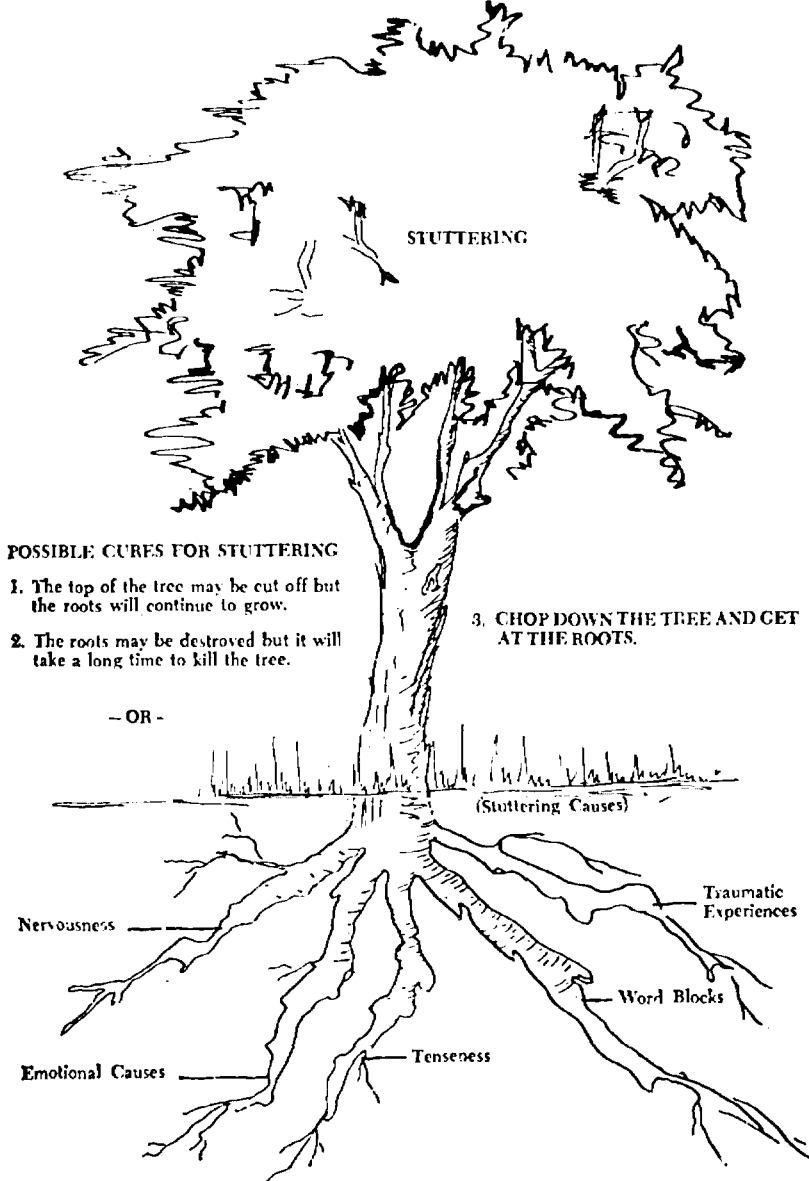 STUTTERING
POSSIBLE CURES FOR STUTTERING
1. The top of the tree may be cut off but
the roots will continue to grow.
2. The roots may be destroyed but it will
take a long time to kill the tree.
- OR -
3. CHOP DOWN THE TREE AND GET
AT THE ROOTS.
(Stuttering Causes)
Traumatic
Experiences
Nervousness
Word Blocks
Tenseness
Emotional Causes